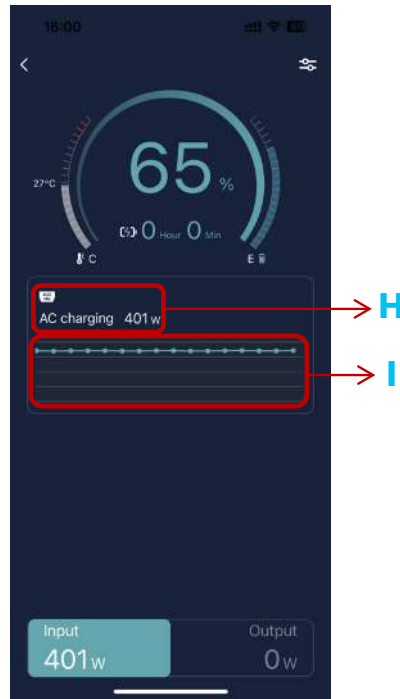 16:00
65 %
27°C
0 Hour 0 Min
C
E
AC charging 401 w
H
I
Input
Output
401 w
0 w